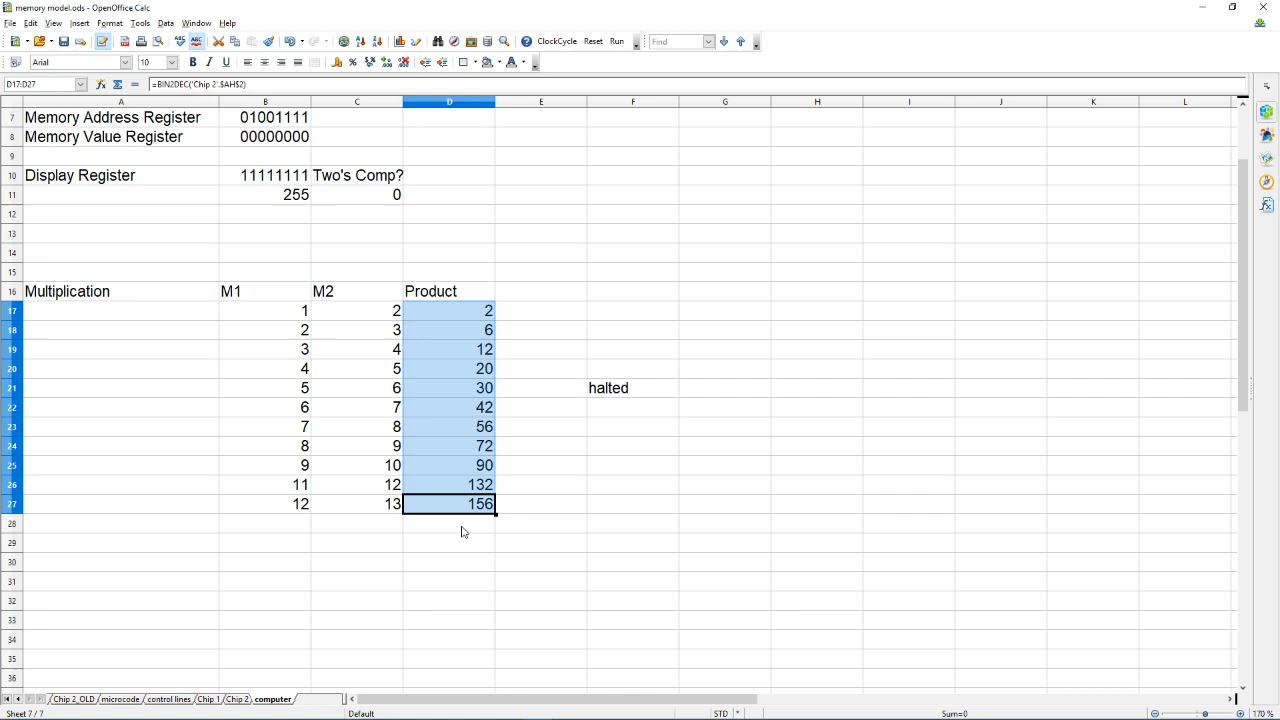 memory model.ods - OpenOffice Calc
File Edit View Insert Format Tools Data Window Help
ClockCycle Reset Run Find
Arial 10
D17:D27 =BIN2DEC('Chip 2'.$AH$2)
A B C D E F G H I J K L
7 Memory Address Register 01001111
8 Memory Value Register 00000000
9
10 Display Register 11111111 Two's Comp?
11 255 0
12
13
14
15
16 Multiplication M1 M2 Product
17 1 2 2
18 2 3 6
19 3 4 12
20 4 5 20
21 5 6 30 halted
22 6 7 42
23 7 8 56
24 8 9 72
25 9 10 90
26 11 12 132
27 12 13 156
28
29
30
31
32
33
34
35
36
Chip 2_OLD microcode control lines Chip 1 Chip 2 computer
Sheet 7 / 7 Default STD * Sum=0 170 %